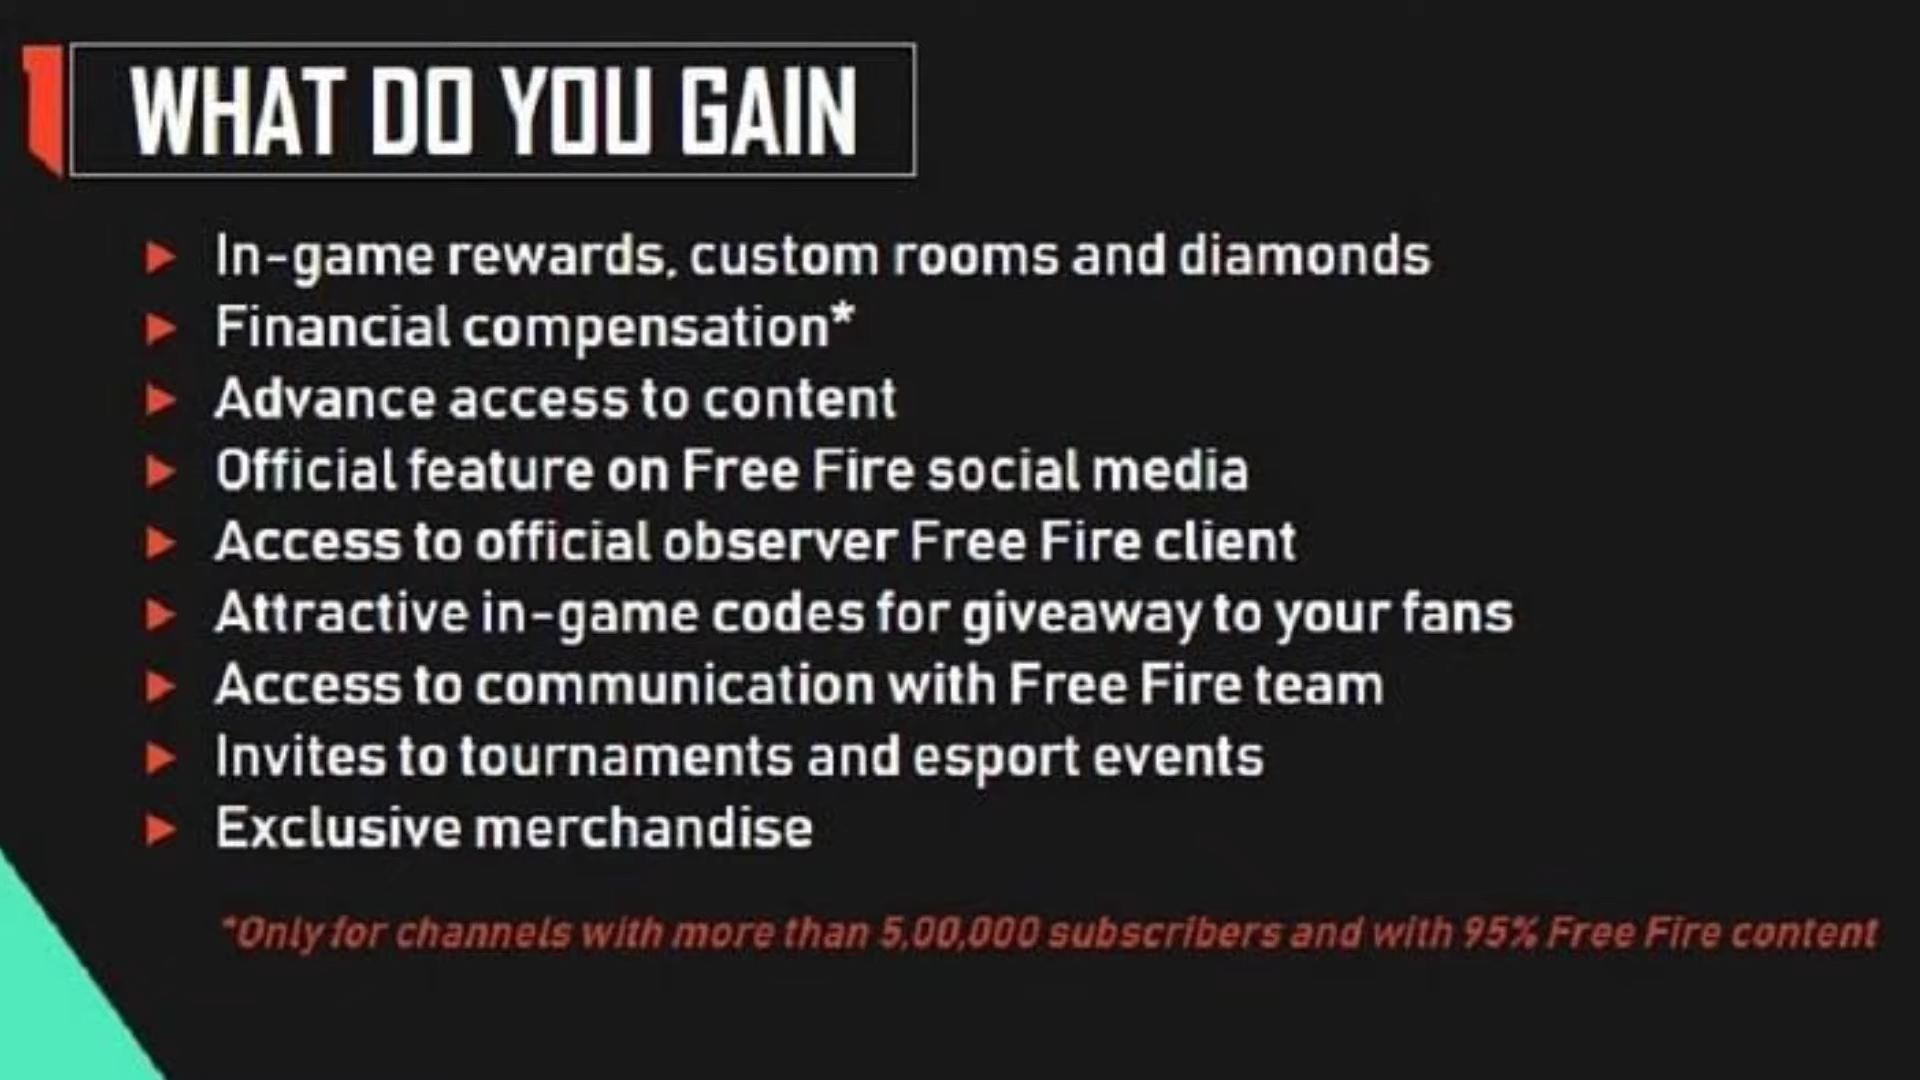 WHAT DO YOU GAIN
In-game rewards, custom rooms and diamonds
Financial compensation*
Advance access to content
Official feature on Free Fire social media
Access to official observer Free Fire client
Attractive in-game codes for giveaway to your fans
Access to communication with Free Fire team
Invites to tournaments and esport events
Exclusive merchandise
*Only for channels with more than 5,00,000 subscribers and with 95% Free Fire content